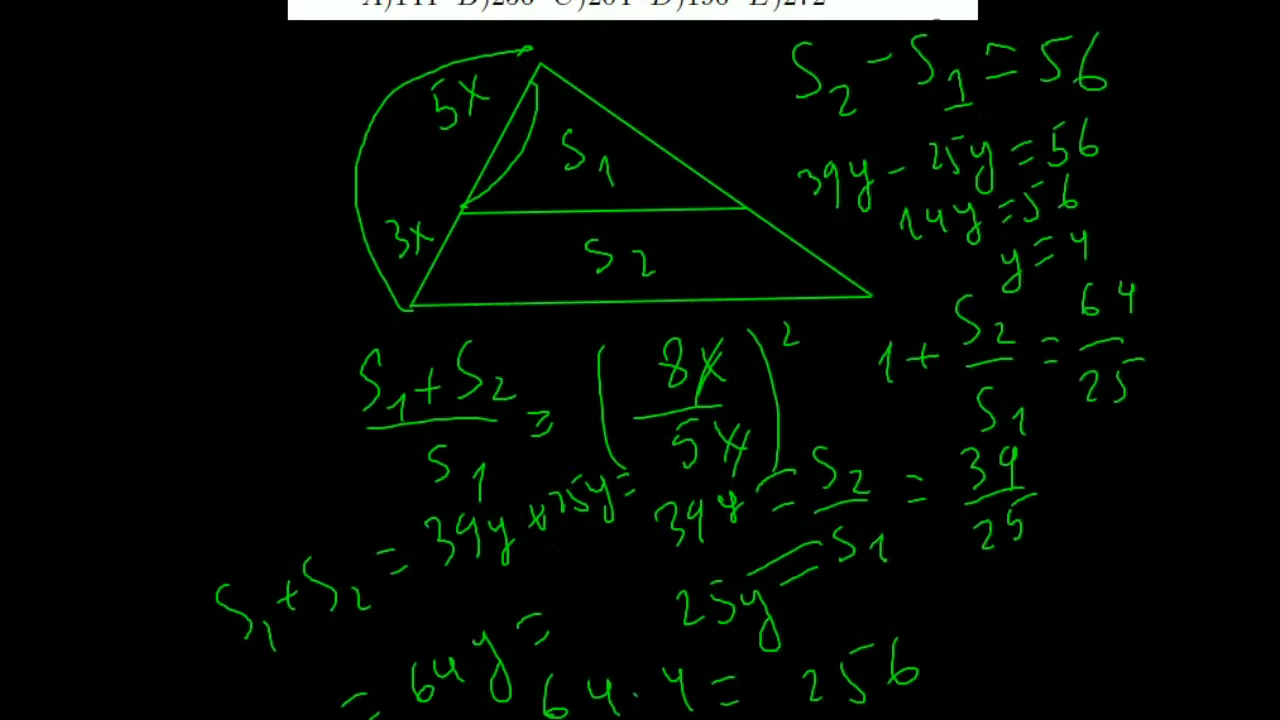 5x
S₁
3x
S₂
S₂ - S₁ = 56
39y - 25y = 56
14y = 56
y = 4
(S₁ + S₂)/S₁ = (8x/5x)²
1 + S₂/S₁ = 64/25
39y/25y = S₂/S₁ = 39/25
S₁ + S₂ = 39y + 25y =
= 64y = 64 · 4 = 256